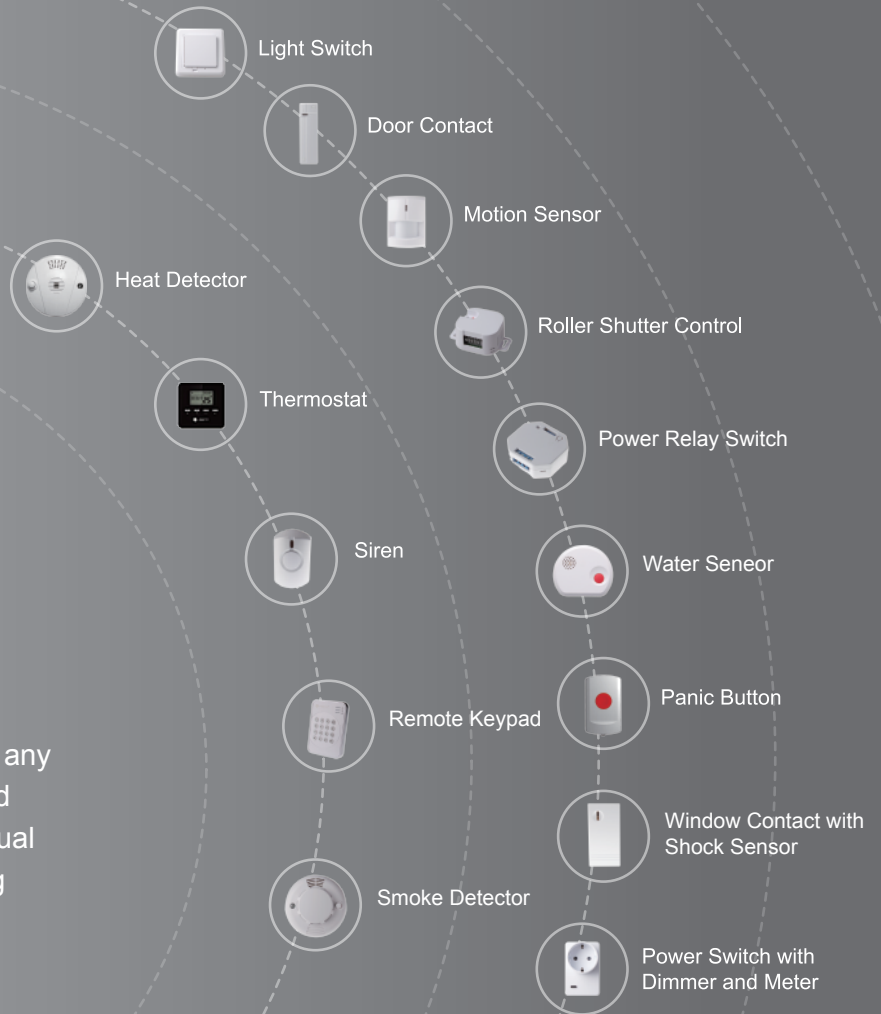 Light Switch
Door Contact
Motion Sensor
Heat Detector
Roller Shutter Control
Thermostat
Power Relay Switch
Siren
Water Seneor
Panic Button
Remote Keypad
any
d
ual
g
Window Contact with
Shock Sensor
Smoke Detector
Power Switch with
Dimmer and Meter